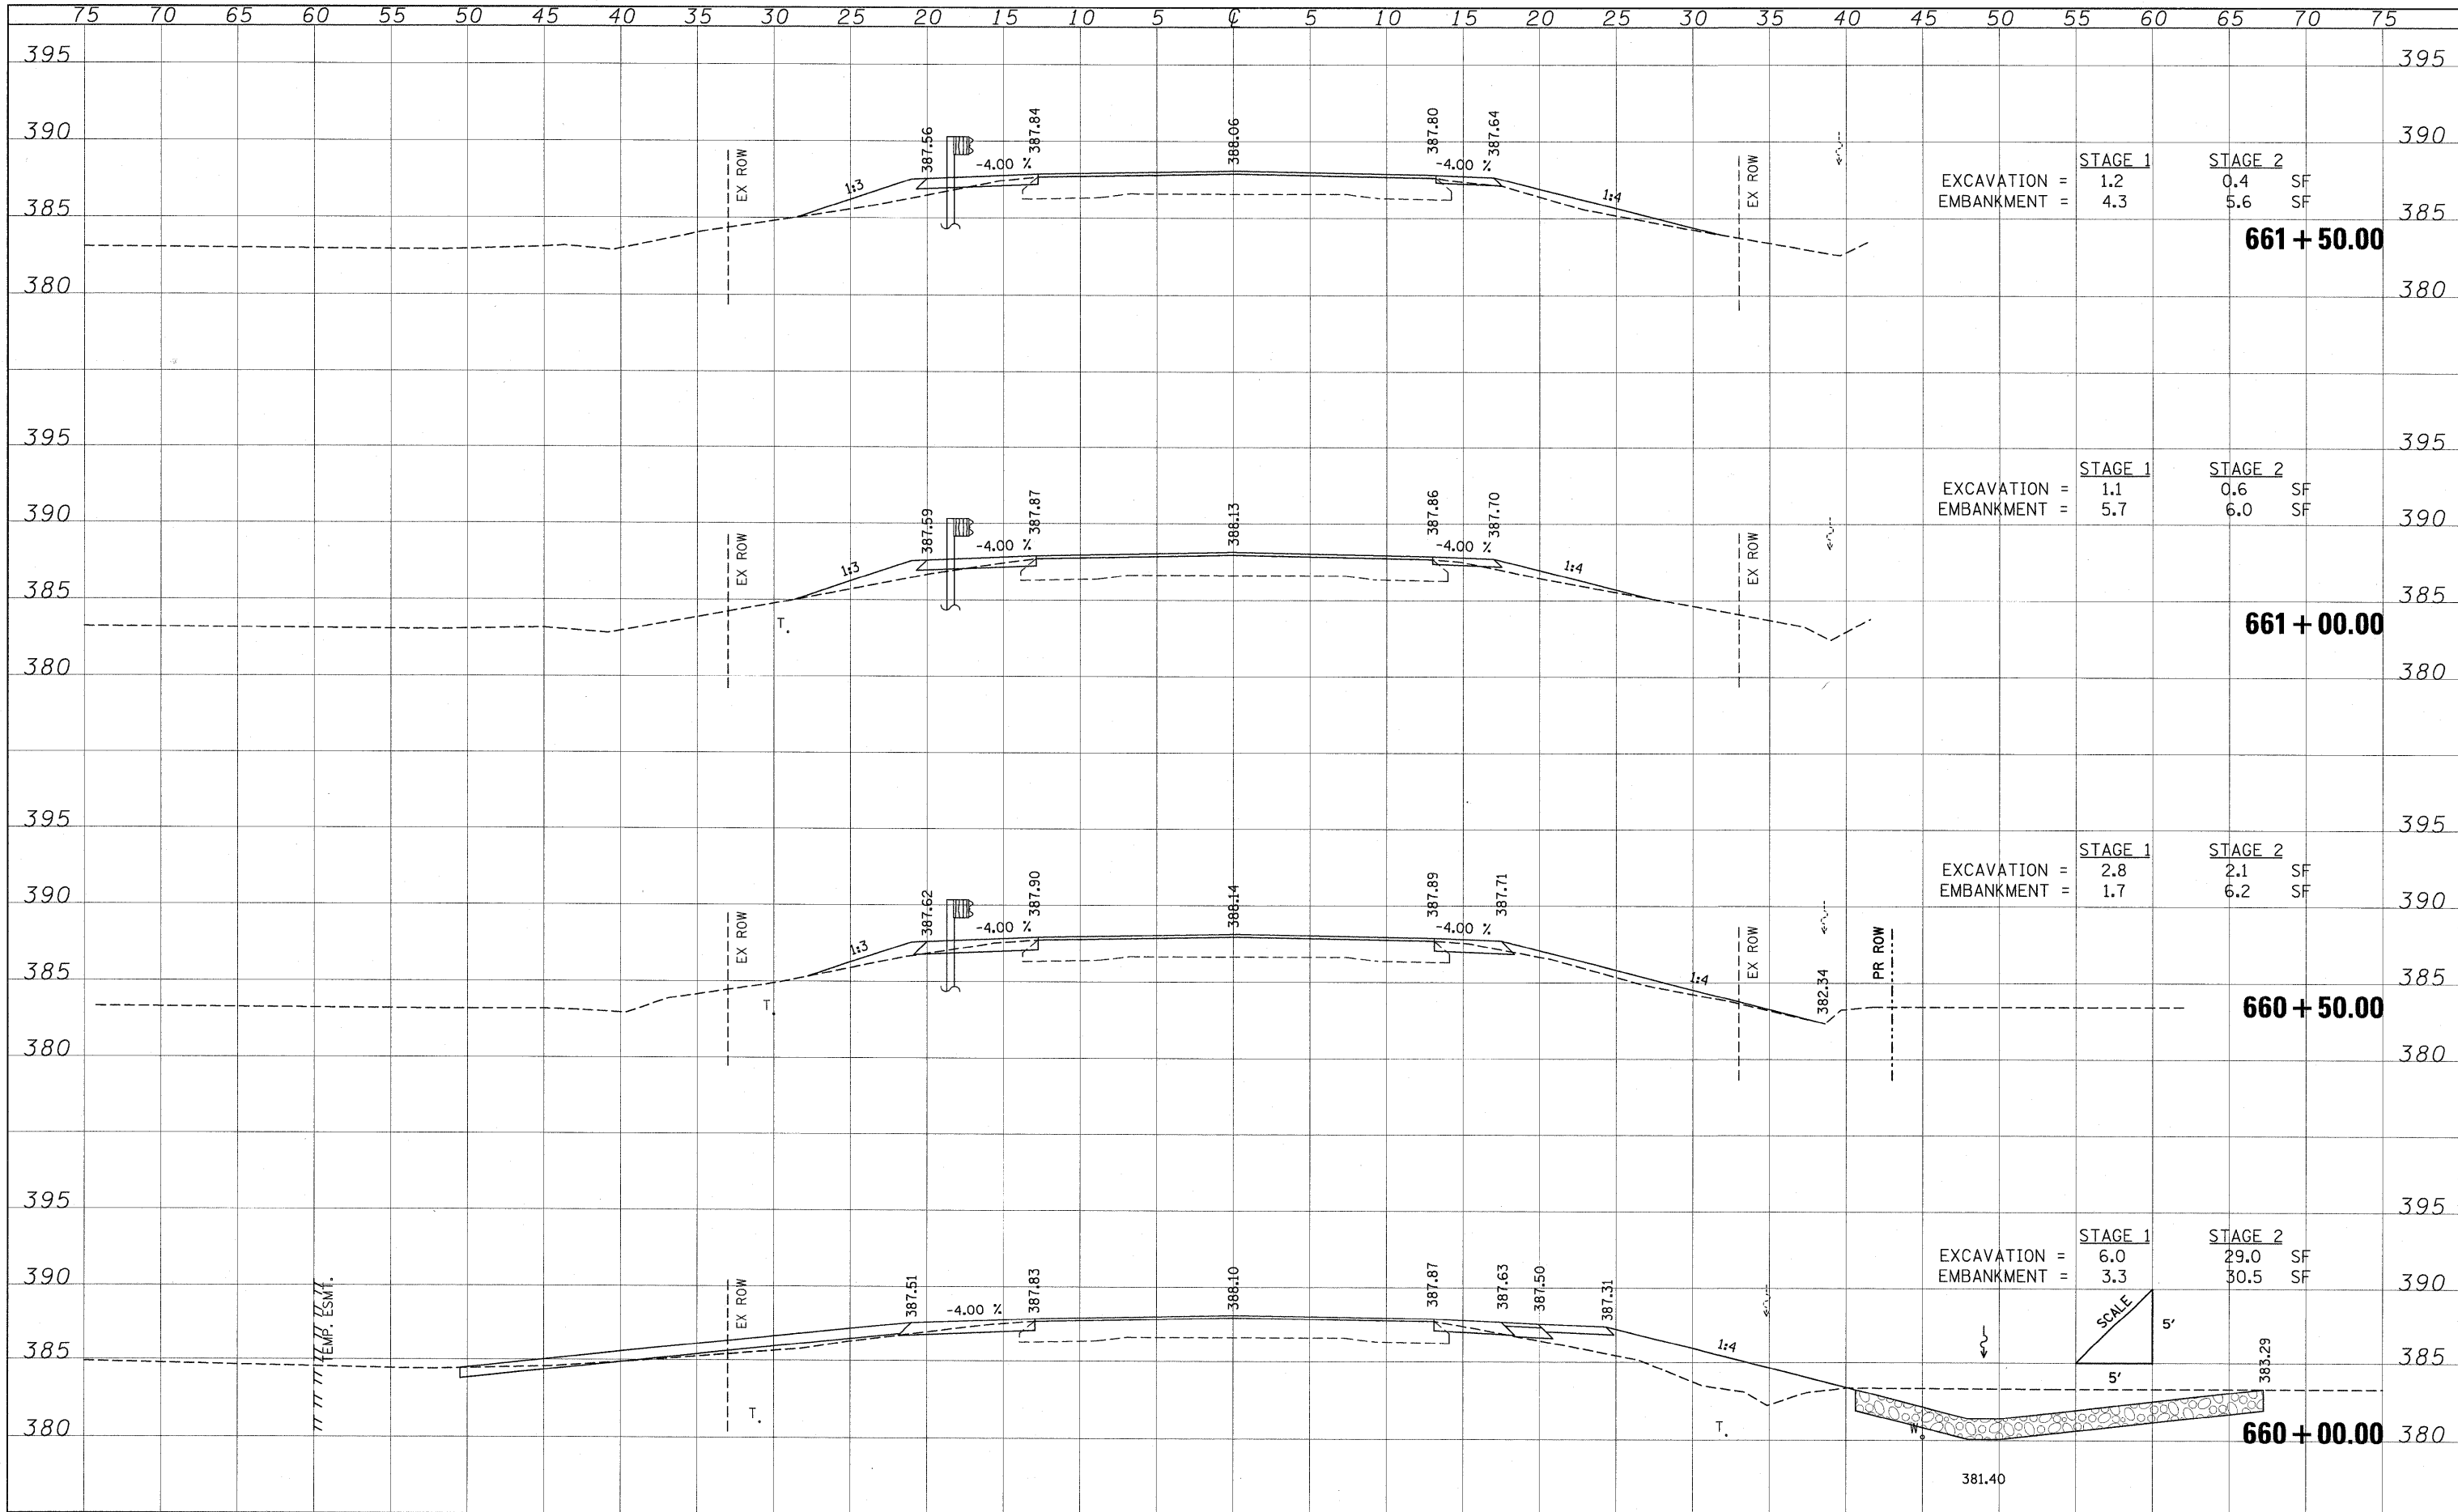 75 70 65 60 55 50 45 40 35 30 25 20 15 10 5 ℄ 5 10 15 20 25 30 35 40 45 50 55 60 65 70 75
395 395
387.56 387.84 388.06 387.80 387.64
390 390
-4.00 % -4.00 %
EX ROW EX ROW
1:3 1:4
STAGE 1 STAGE 2
EXCAVATION = 1.2 0.4 SF
EMBANKMENT = 4.3 5.6 SF
385 385
661 + 50.00
380 380
395 395
387.59 387.87 388.13 387.86 387.70
STAGE 1 STAGE 2
EXCAVATION = 1.1 0.6 SF
EMBANKMENT = 5.7 6.0 SF
390 390
-4.00 % -4.00 %
EX ROW EX ROW
1:3 1:4
385 385
T.
661 + 00.00
380 380
395 395
STAGE 1 STAGE 2
EXCAVATION = 2.8 2.1 SF
EMBANKMENT = 1.7 6.2 SF
387.62 387.90 388.14 387.89 387.71
390 390
-4.00 % -4.00 %
EX ROW EX ROW PR ROW
1:3 1:4
385 385
382.34
T.
660 + 50.00
380 380
395 395
STAGE 1 STAGE 2
EXCAVATION = 6.0 29.0 SF
EMBANKMENT = 3.3 30.5 SF
390 390
387.51 387.83 388.10 387.87 387.63 387.50 387.31
-4.00 %
TEMP. ESMT. EX ROW
1:4
SCALE 5'
5'
383.29
385 385
T. T. W
660 + 00.00
380 380
381.40